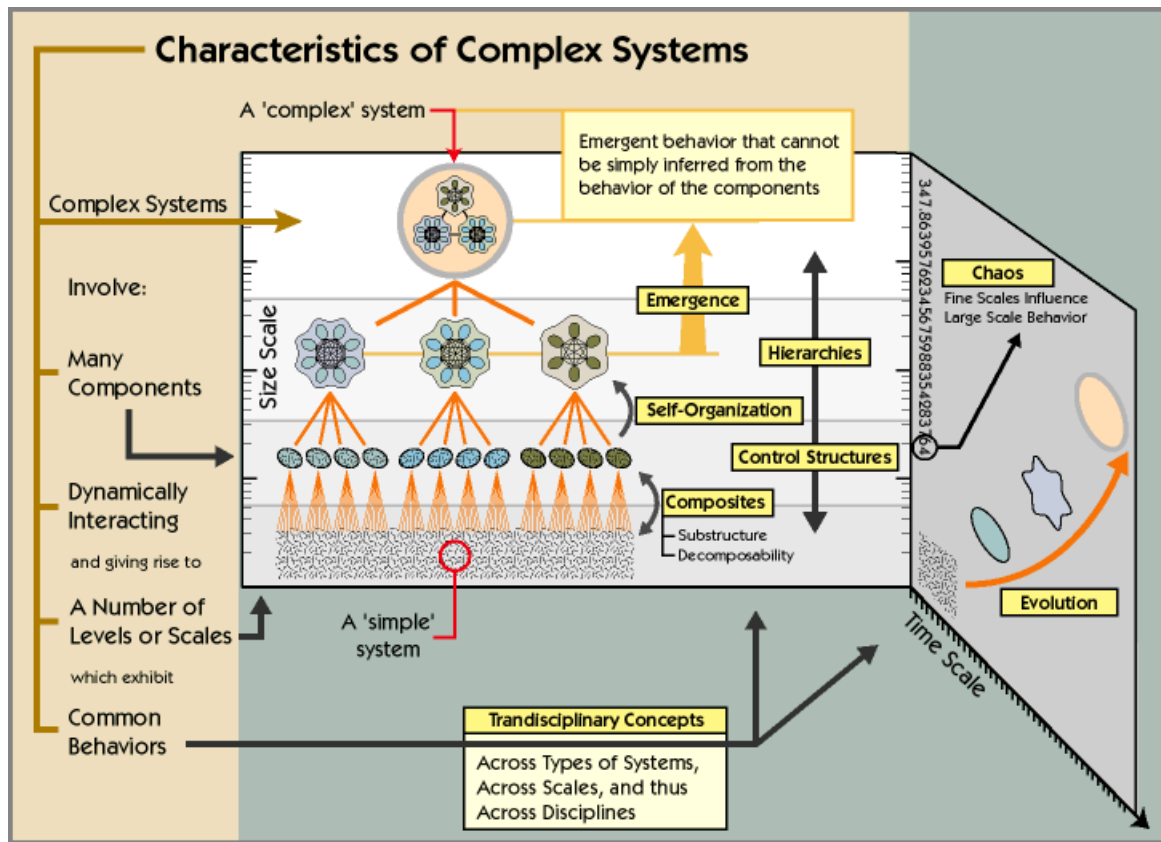 Characteristics of Complex Systems
A 'complex' system
Emergent behavior that cannot
be simply inferred from the
behavior of the components
Complex Systems
Involve:
Many
Components
Dynamically
Interacting
and giving rise to
A Number of
Levels or Scales
which exhibit
Common
Behaviors
Size Scale
Emergence
Hierarchies
Self-Organization
Control Structures
Composites
Substructure
Decomposability
A 'simple'
system
Trandisciplinary Concepts
Across Types of Systems,
Across Scales, and thus
Across Disciplines
347.86395762345675988354283764
Chaos
Fine Scales Influence
Large Scale Behavior
Evolution
Time Scale